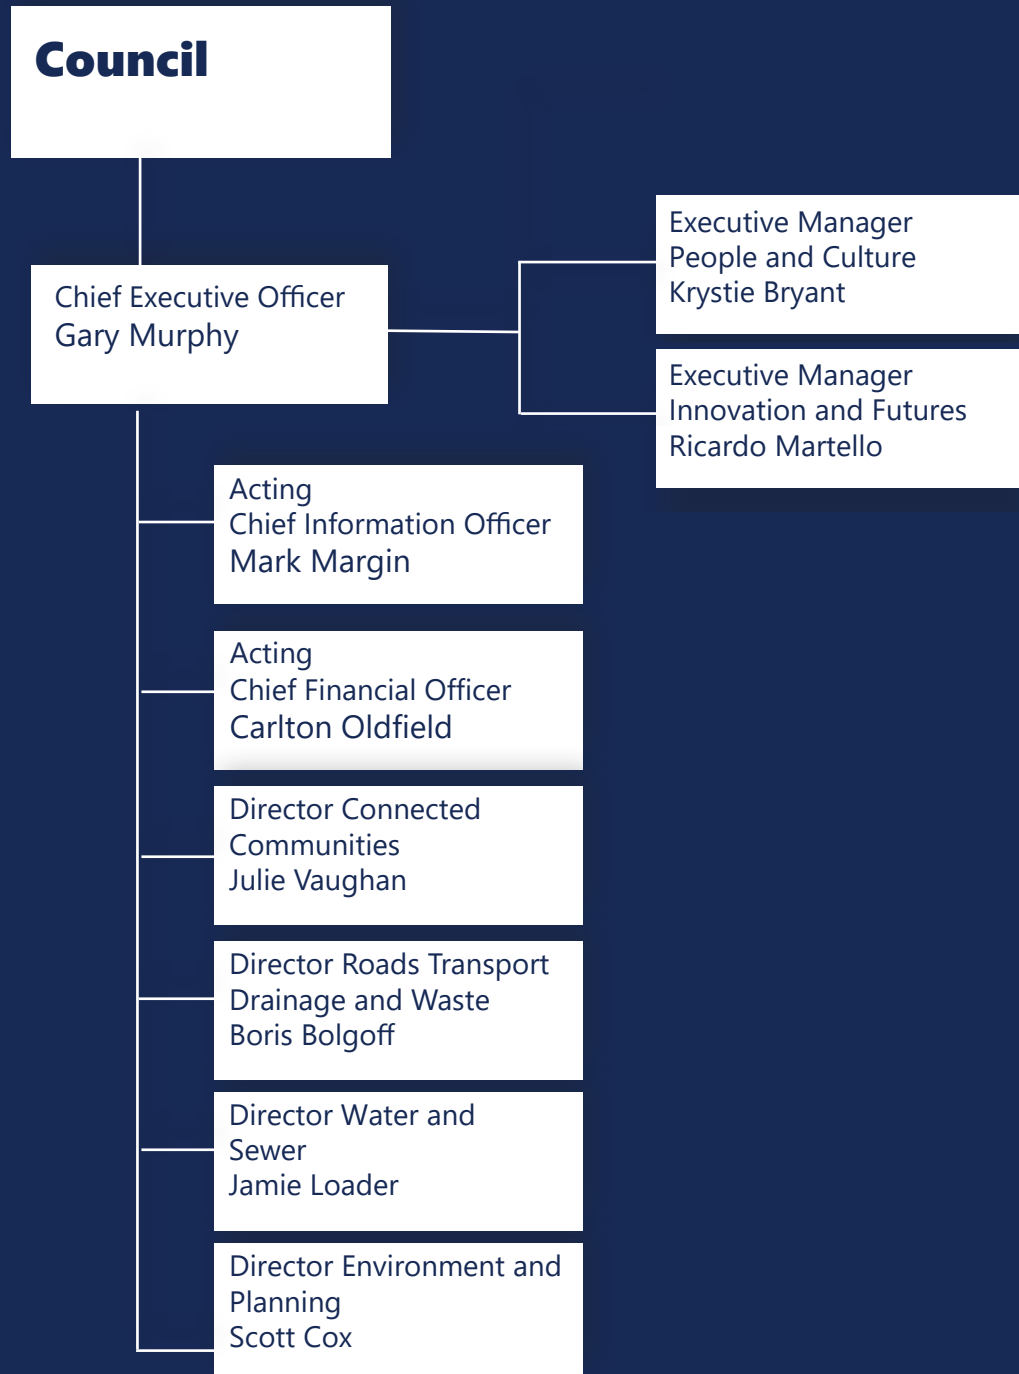 Council
Chief Executive Officer
Gary Murphy
Executive Manager
People and Culture
Krystie Bryant
Executive Manager
Innovation and Futures
Ricardo Martello
Acting
Chief Information Officer
Mark Margin
Acting
Chief Financial Officer
Carlton Oldfield
Director Connected
Communities
Julie Vaughan
Director Roads Transport
Drainage and Waste
Boris Bolgoff
Director Water and
Sewer
Jamie Loader
Director Environment and
Planning
Scott Cox